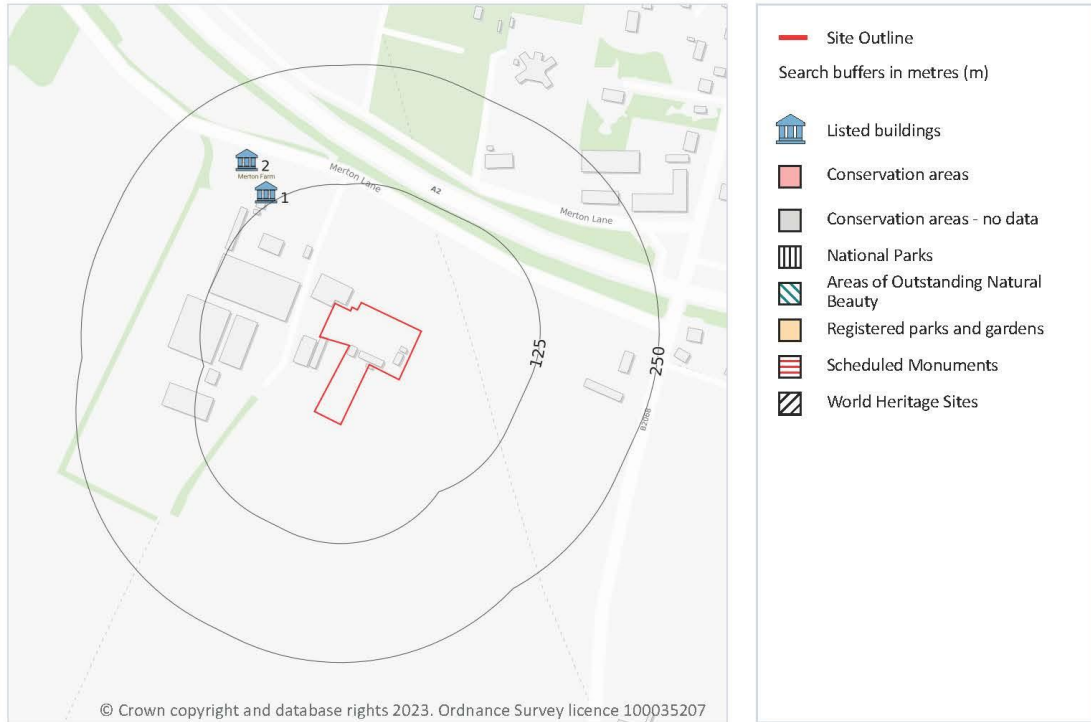 2
Merton Farm
1
Merton Lane
A2
Merton Lane
125
250
B2068
© Crown copyright and database rights 2023. Ordnance Survey licence 100035207
Site Outline
Search buffers in metres (m)
Listed buildings
Conservation areas
Conservation areas - no data
National Parks
Areas of Outstanding Natural
Beauty
Registered parks and gardens
Scheduled Monuments
World Heritage Sites